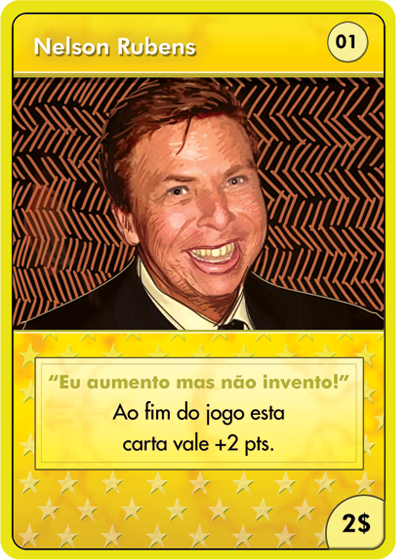 Nelson Rubens
01
“Eu aumento mas não invento!”
Ao fim do jogo esta
carta vale +2 pts.
2$